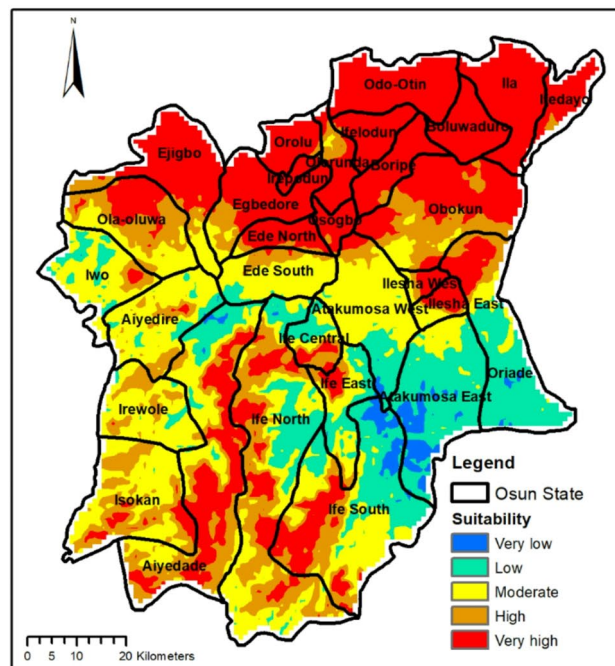 N
Odo-Otin
Ila
Ifedayo
Ifelodun
Boluwaduro
Orolu
Ejigbo
Olorunda
Boripe
Irepodun
Egbedore
Obokun
Ola-oluwa
Osogbo
Ede North
Ede South
Iwo
Ilesha West
Ilesha East
Aiyedire
Atakumosa West
Ife Central
Oriade
Ife East
Atakumosa East
Irewole
Ife North
Isokan
Ife South
Aiyedade
Legend
Osun State
Suitability
Very low
Low
Moderate
High
Very high
0 5 10 20 Kilometers